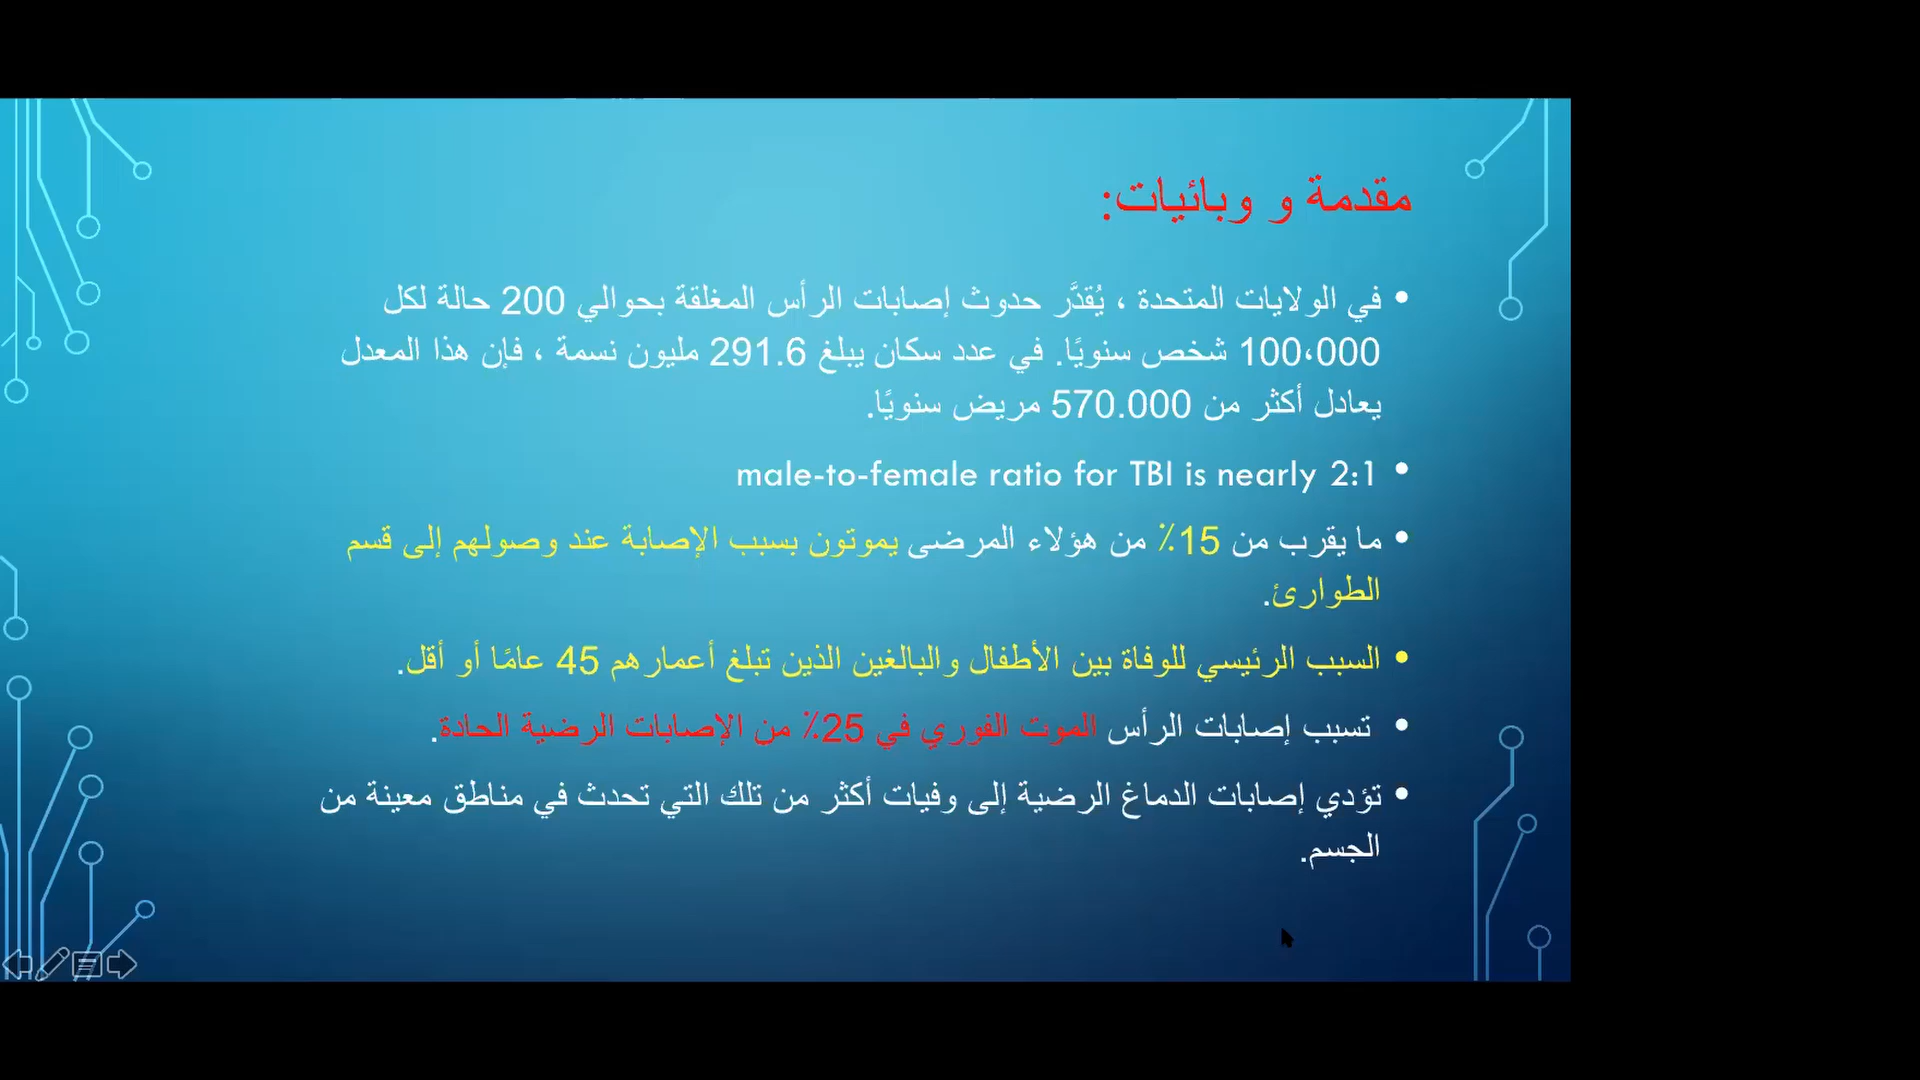 مقدمة و وبائيات:
• في الولايات المتحدة ، يُقدَّر حدوث إصابات الرأس المغلقة بحوالي 200 حالة لكل
100،000 شخص سنويًا. في عدد سكان يبلغ 291.6 مليون نسمة ، فإن هذا المعدل
يعادل أكثر من 570.000 مريض سنويًا.
• male-to-female ratio for TBI is nearly 2:1
• ما يقرب من 15٪ من هؤلاء المرضى يموتون بسبب الإصابة عند وصولهم إلى قسم
الطوارئ.
• السبب الرئيسي للوفاة بين الأطفال والبالغين الذين تبلغ أعمارهم 45 عامًا أو أقل.
• تسبب إصابات الرأس الموت الفوري في 25٪ من الإصابات الرضية الحادة.
• تؤدي إصابات الدماغ الرضية إلى وفيات أكثر من تلك التي تحدث في مناطق معينة من
الجسم.